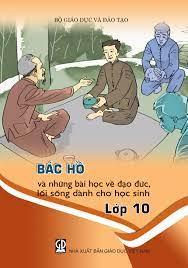 BỘ GIÁO DỤC VÀ ĐÀO TẠO
BÁC HỒ
và những bài học về đạo đức,
lối sống dành cho học sinh
Lớp 10
NHÀ XUẤT BẢN GIÁO DỤC VIỆT NAM